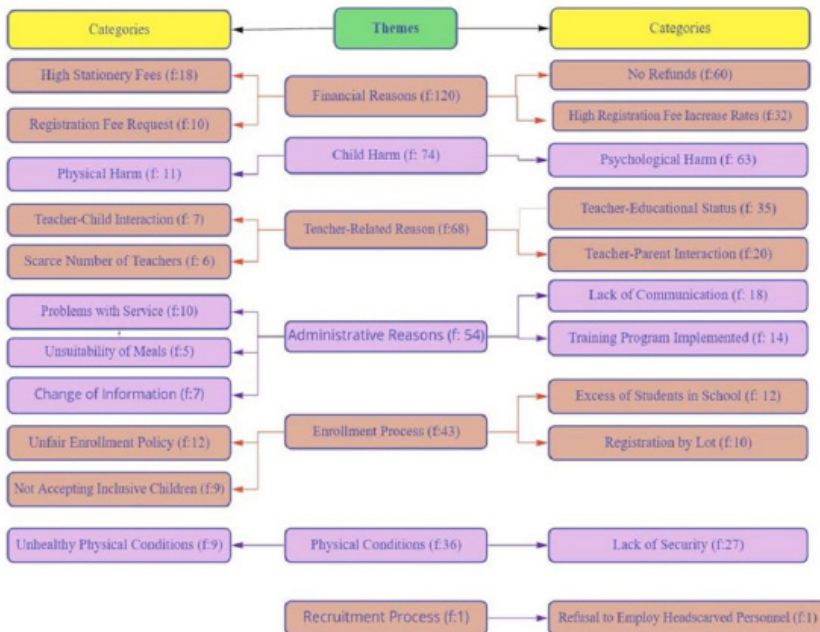 Categories
Themes
Categories
High Stationery Fees (f:18)
Financial Reasons (f:120)
No Refunds (f:60)
Registration Fee Request (f:10)
High Registration Fee Increase Rates (f:32)
Physical Harm (f: 11)
Child Harm (f: 74)
Psychological Harm (f: 63)
Teacher-Child Interaction (f: 7)
Teacher-Related Reason (f:68)
Teacher-Educational Status (f: 35)
Scarce Number of Teachers (f: 6)
Teacher-Parent Interaction (f:20)
Problems with Service (f:10)
Administrative Reasons (f: 54)
Lack of Communication (f: 18)
Unsuitability of Meals (f:5)
Training Program Implemented (f: 14)
Change of Information (f:7)
Excess of Students in School (f: 12)
Unfair Enrollment Policy (f:12)
Enrollment Process (f:43)
Registration by Lot (f:10)
Not Accepting Inclusive Children (f:9)
Unhealthy Physical Conditions (f:9)
Physical Conditions (f:36)
Lack of Security (f:27)
Recruitment Process (f:1)
Refusal to Employ Headscarved Personnel (f:1)